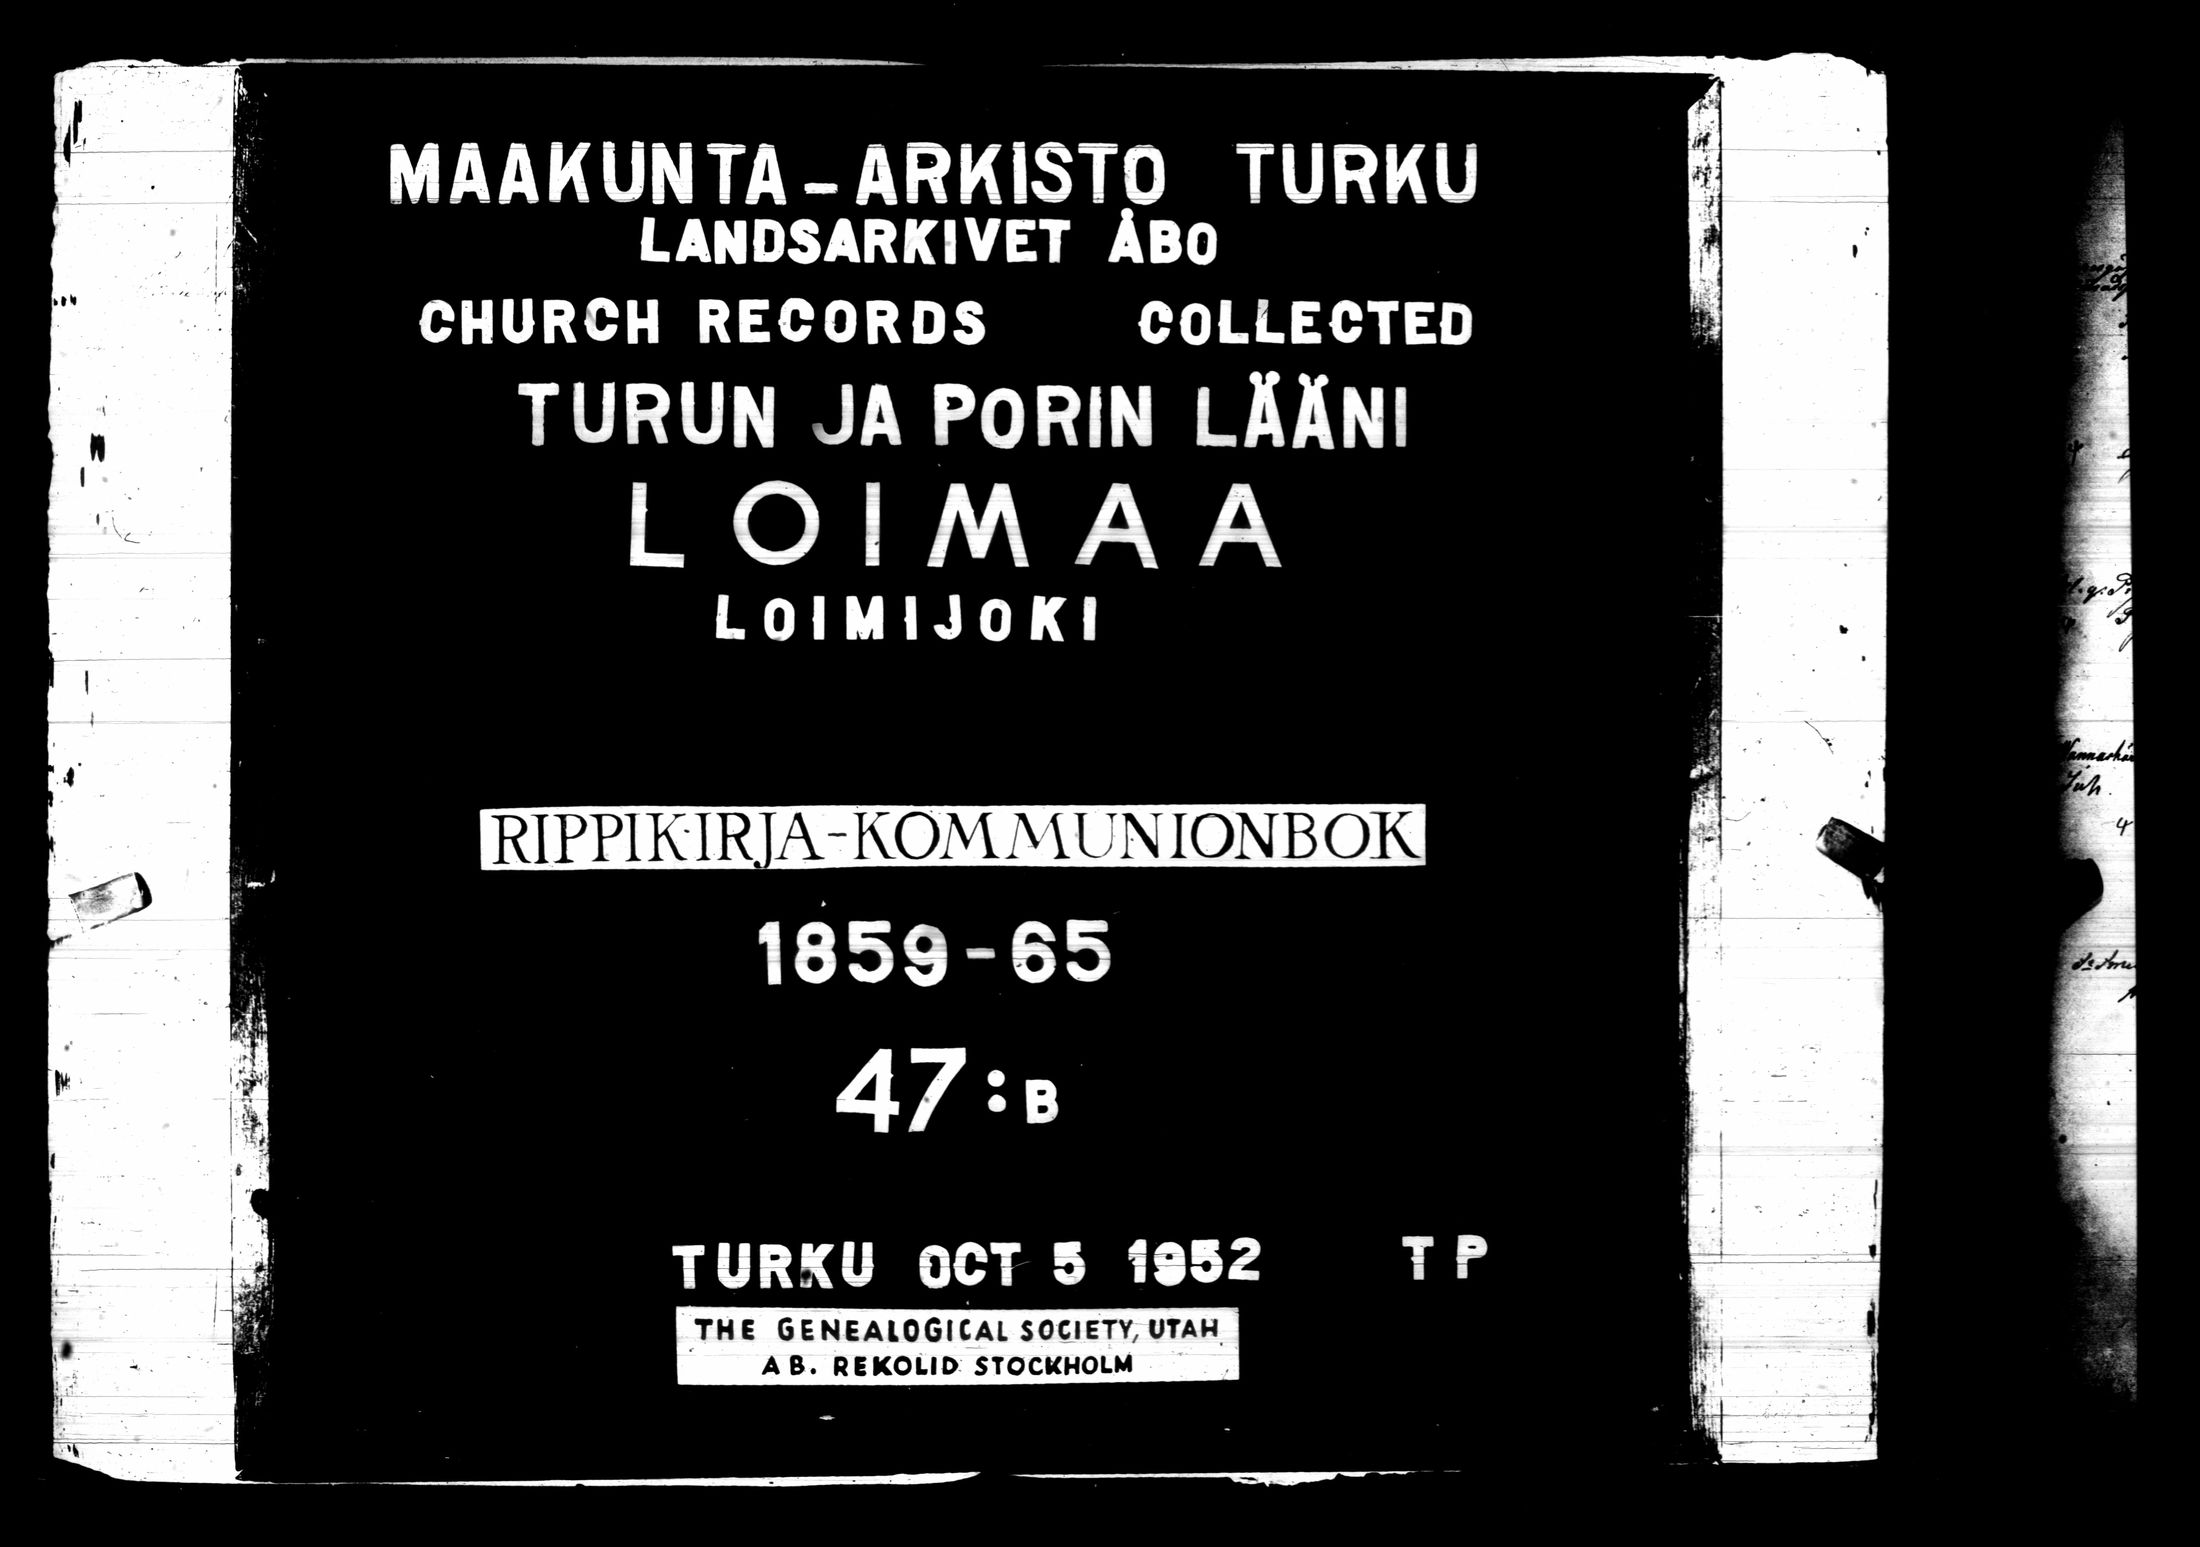 MAAKUNTA-ARKISTO TURKU
LANDSARKIVET ÅBO
CHURCH RECORDS COLLECTED
TURUN JA PORIN LÄÄNI
LOIMAA
LOIMIJOKI
RIPPIKIRJA-KOMMUNIONBOK
1859-65
47:B
TURKU OCT 5 1952 TP
THE GENEALOGICAL SOCIETY, UTAH
AB. REKOLID STOCKHOLM